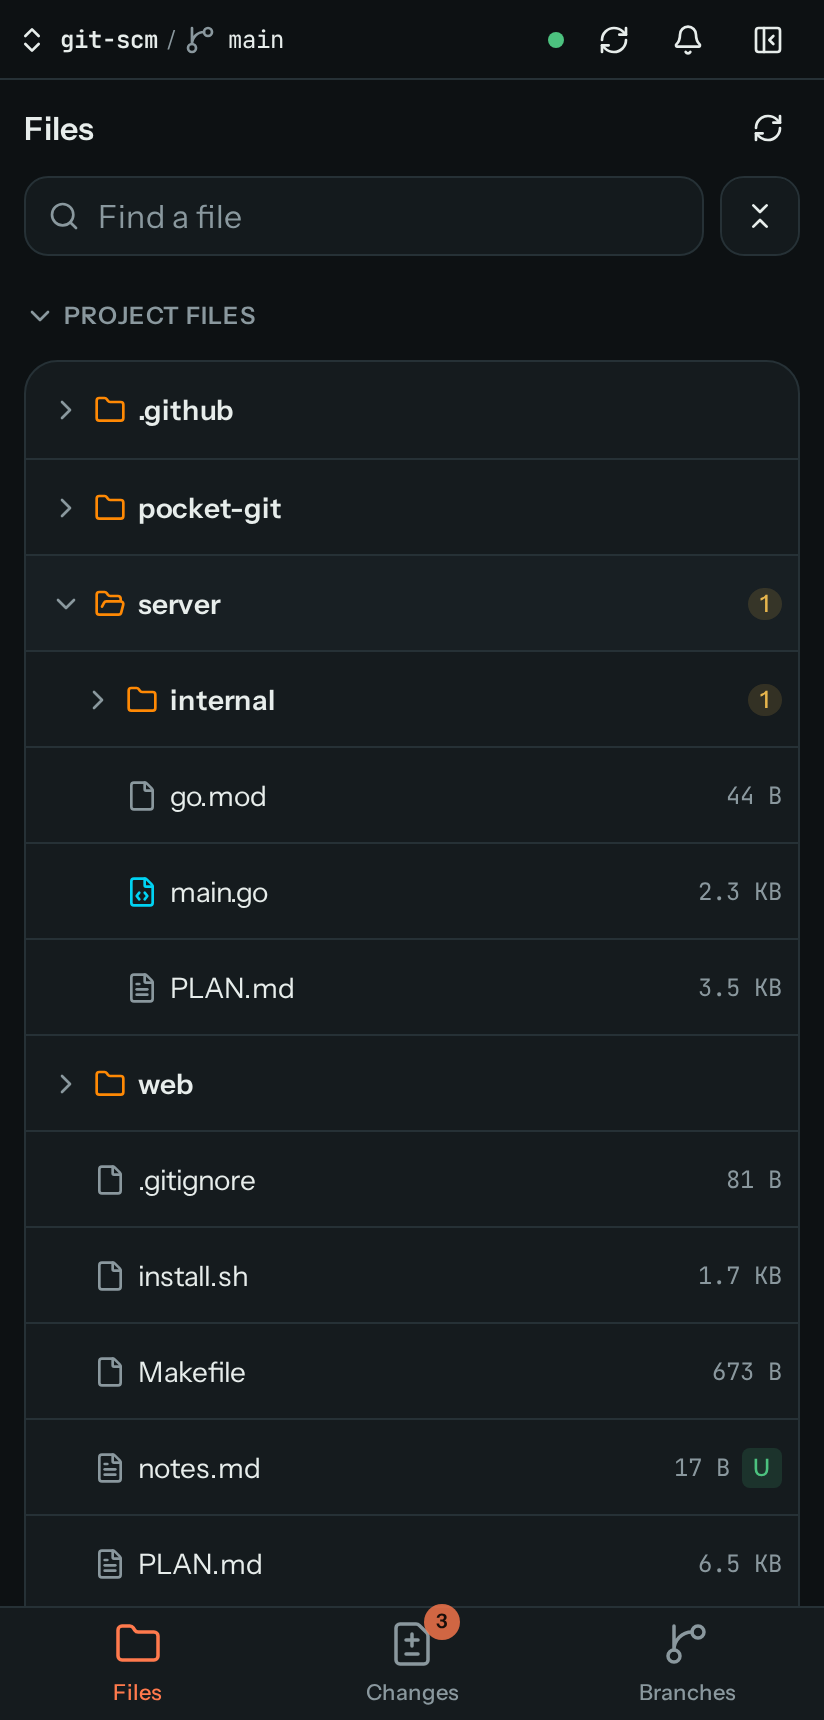 git-scm / main
Files
Find a file
PROJECT FILES
.github
pocket-git
server 1
internal 1
go.mod 44 B
main.go 2.3 KB
PLAN.md 3.5 KB
web
.gitignore 81 B
install.sh 1.7 KB
Makefile 673 B
notes.md 17 B U
PLAN.md 6.5 KB
3
Files Changes Branches